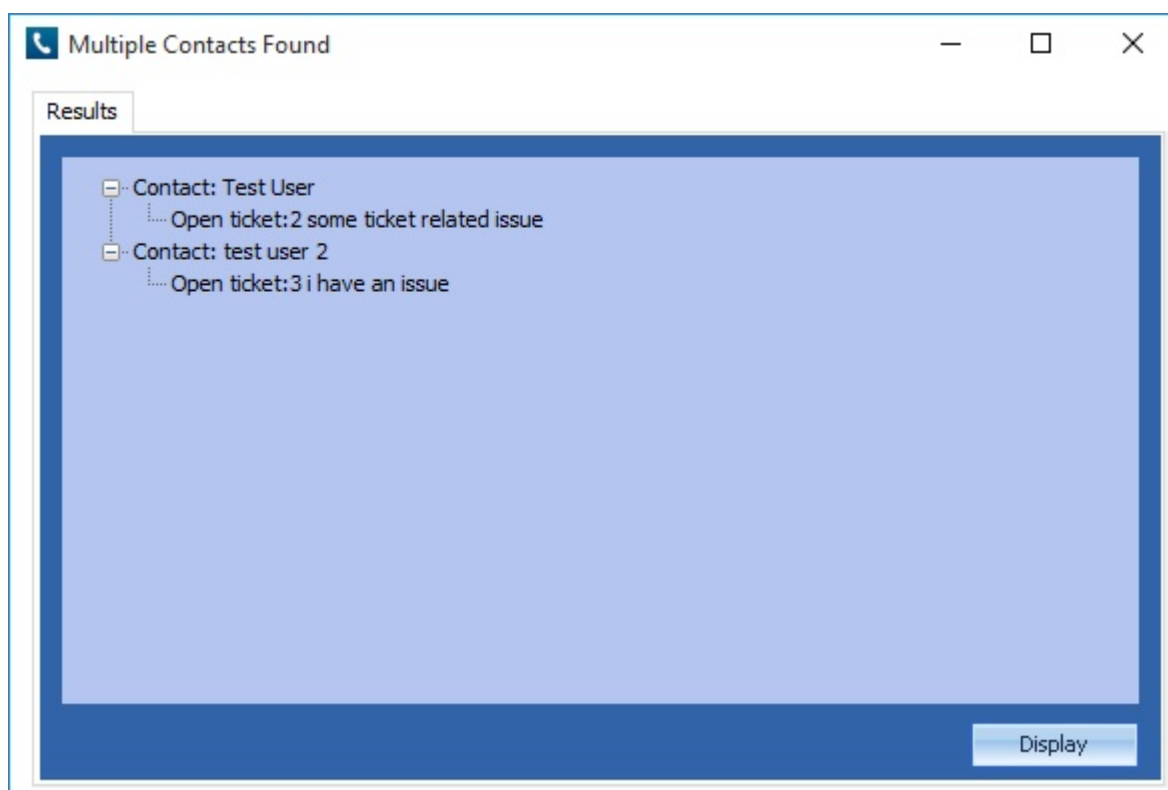 Multiple Contacts Found
Results
Contact: Test User
Open ticket:2 some ticket related issue
Contact: test user 2
Open ticket:3 i have an issue
Display